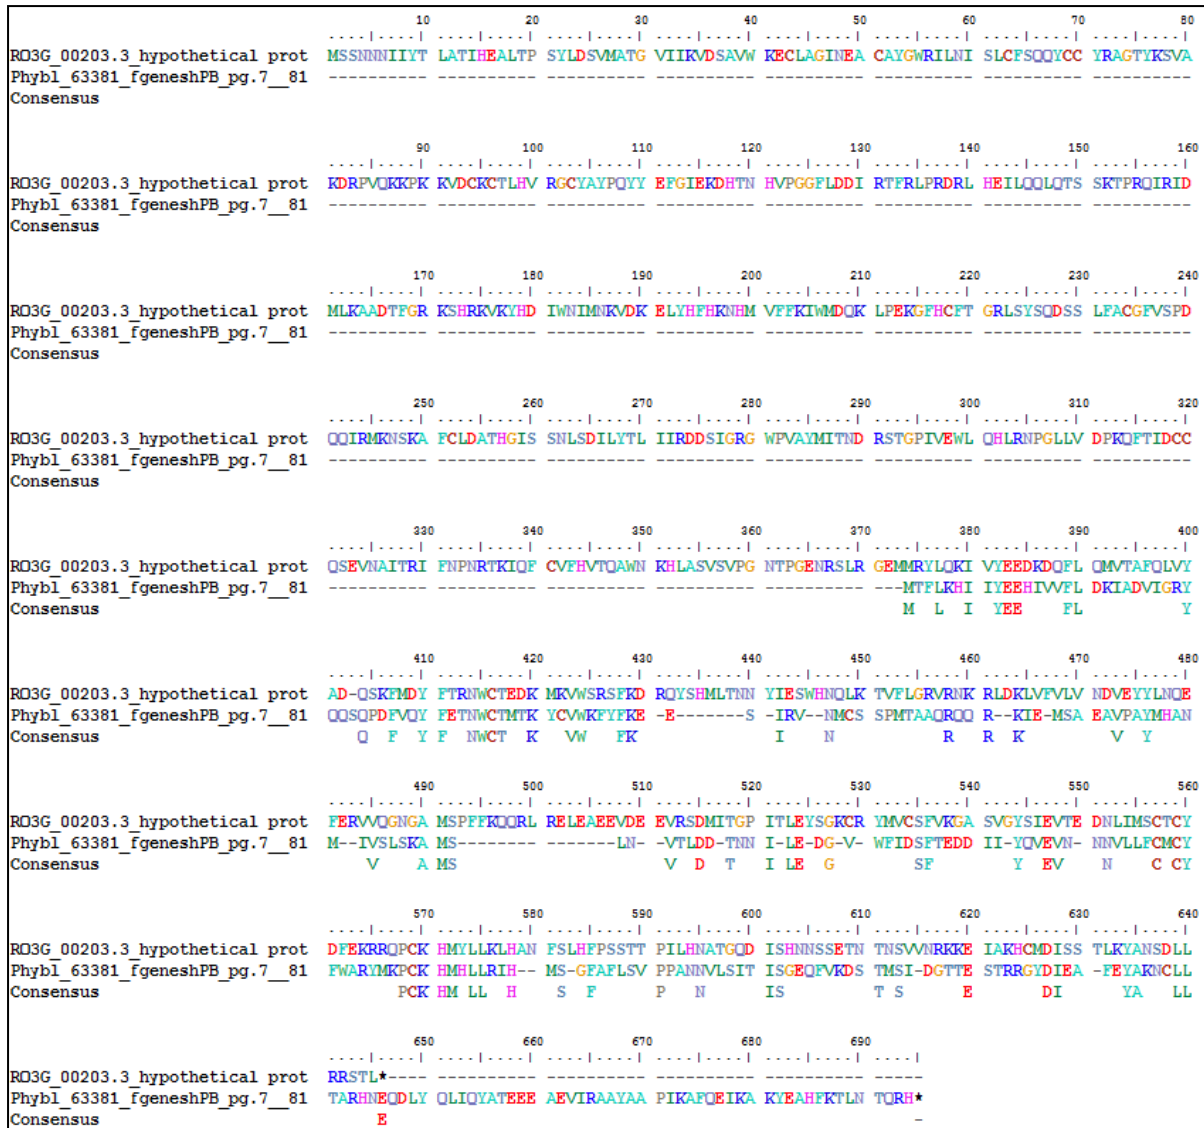 10 20 30 40 50 60 70 80
....|....| ....|....| ....|....| ....|....| ....|....| ....|....| ....|....| ....|....|
RO3G_00203.3_hypothetical prot MSSNNNIIYT LATIHEALTP SYLDSVMATG VIIKVDSAVW KECLAGINEA CAYGWRILNI SLCFSQQYCC YRAGTYKSVA
Phybl_63381_fgeneshPB_pg.7__81 ---------- ---------- ---------- ---------- ---------- ---------- ---------- ----------
Consensus
90 100 110 120 130 140 150 160
....|....| ....|....| ....|....| ....|....| ....|....| ....|....| ....|....| ....|....|
RO3G_00203.3_hypothetical prot KDRPVQKKPK KVDCKCTLHV RGCYAYPQYY EFGIEKDHTN HVPGGFLDDI RTFRLPRDRL HEILQQLQTS SKTPRQIRID
Phybl_63381_fgeneshPB_pg.7__81 ---------- ---------- ---------- ---------- ---------- ---------- ---------- ----------
Consensus
170 180 190 200 210 220 230 240
....|....| ....|....| ....|....| ....|....| ....|....| ....|....| ....|....| ....|....|
RO3G_00203.3_hypothetical prot MLKAADTFGR KSHRKVKYHD IWNIMNKVDK ELYHFHKNHM VFFKIWMDQK LPEKGFHCFT GRLSYSQDSS LFACGFVSPD
Phybl_63381_fgeneshPB_pg.7__81 ---------- ---------- ---------- ---------- ---------- ---------- ---------- ----------
Consensus
250 260 270 280 290 300 310 320
....|....| ....|....| ....|....| ....|....| ....|....| ....|....| ....|....| ....|....|
RO3G_00203.3_hypothetical prot QQIRMKNSKA FCLDATHGIS SNLSDILYTL IIRDDSIGRG WPVAYMITND RSTGPIVEWL QHLRNPGLLV DPKQFTIDCC
Phybl_63381_fgeneshPB_pg.7__81 ---------- ---------- ---------- ---------- ---------- ---------- ---------- ----------
Consensus
330 340 350 360 370 380 390 400
....|....| ....|....| ....|....| ....|....| ....|....| ....|....| ....|....| ....|....|
RO3G_00203.3_hypothetical prot QSEVNAITRI FNPNRTKIQF CVFHVTQAWN KHLASVSVPG NTPGENRSLR GEMMRYLQKI VYEEDKDQFL QMVTAFQLVY
Phybl_63381_fgeneshPB_pg.7__81 ---------- ---------- ---------- ---------- ---------- ---MTFLKHI IYEEHIVVFL DKIADVIGRY
Consensus M L I YEE FL Y
410 420 430 440 450 460 470 480
....|....| ....|....| ....|....| ....|....| ....|....| ....|....| ....|....| ....|....|
RO3G_00203.3_hypothetical prot AD-QSKFMDY FTRNWCTEDK MKVWSRSFKD RQYSHMLTNN YIESWHNQLK TVFLGRVRNK RLDKLVFVLV NDVEYYLNQE
Phybl_63381_fgeneshPB_pg.7__81 QQSQPDFVQY FETNWCTMTK YCVWKFYFKE -E-------S -IRV--NMCS SPMTAAQRQQ R--KIE-MSA EAVPAYMHAN
Consensus Q F Y F NWCT K VW FK I N R R K V Y
490 500 510 520 530 540 550 560
....|....| ....|....| ....|....| ....|....| ....|....| ....|....| ....|....| ....|....|
RO3G_00203.3_hypothetical prot FERVVQGNGA MSPFFKQQRL RELEAEEVDE EVRSDMITGP ITLEYSGKCR YMVCSFVKGA SVGYSIEVTE DNLIMSCTCY
Phybl_63381_fgeneshPB_pg.7__81 M--IVSLSKA MS-------- -------LN- -VTLDD-TNN I-LE-DG-V- WFIDSFTEDD II-YQVEVN- NNVLLFCMCY
Consensus V A MS V D T I LE G SF Y EV N C CY
570 580 590 600 610 620 630 640
....|....| ....|....| ....|....| ....|....| ....|....| ....|....| ....|....| ....|....|
RO3G_00203.3_hypothetical prot DFEKRRQPCK HMYLLKLHAN FSLHFPSSTT PILHNATGQD ISHNNSSETN TNSVVNRKKE IAKHCMDISS TLKYANSDLL
Phybl_63381_fgeneshPB_pg.7__81 FWARYMKPCK HMHLLRIH-- MS-GFAFLSV PPANNVLSIT ISGEQFVKDS TMSI-DGTTE STRRGYDIEA -FEYAKNCLL
Consensus PCK HM LL H S F P N IS T S E DI YA LL
650 660 670 680 690
....|....| ....|....| ....|....| ....|....| ....|....| ....|
RO3G_00203.3_hypothetical prot RRSTL*---- ---------- ---------- ---------- ---------- -----
Phybl_63381_fgeneshPB_pg.7__81 TARHNEQDLY QLIQYATEEE AEVIRAAYAA PIKAFQEIKA KYEAHFKTLN TQRH*
Consensus E -